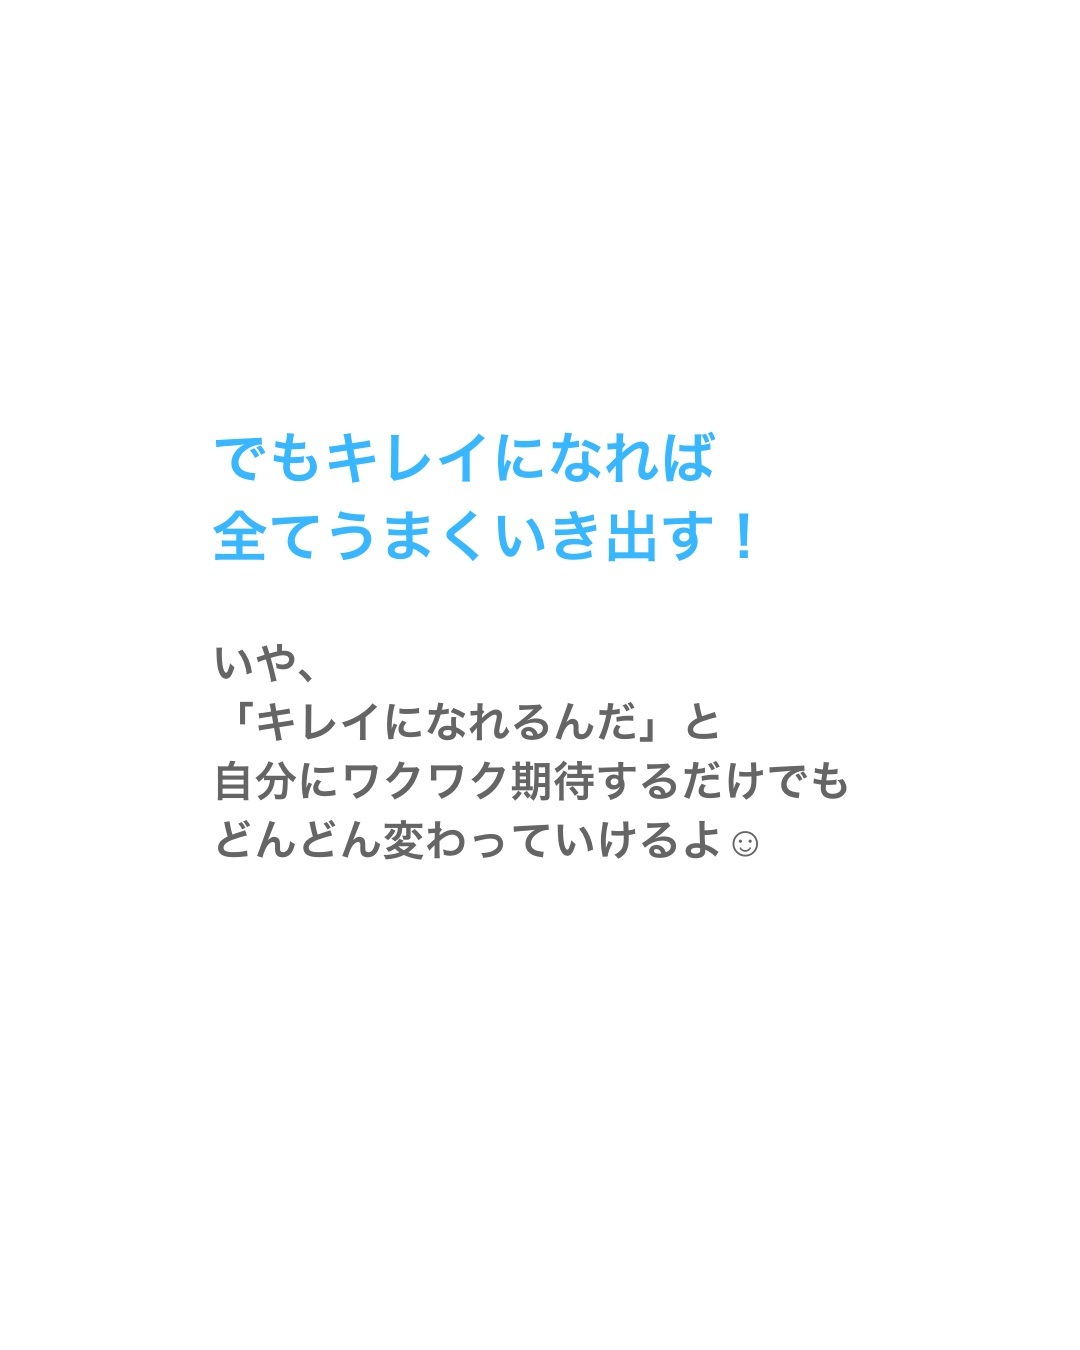 でもキレイになれば
全てうまくいき出す！
いや、
「キレイになれるんだ」と
自分にワクワク期待するだけでも
どんどん変わっていけるよ☺